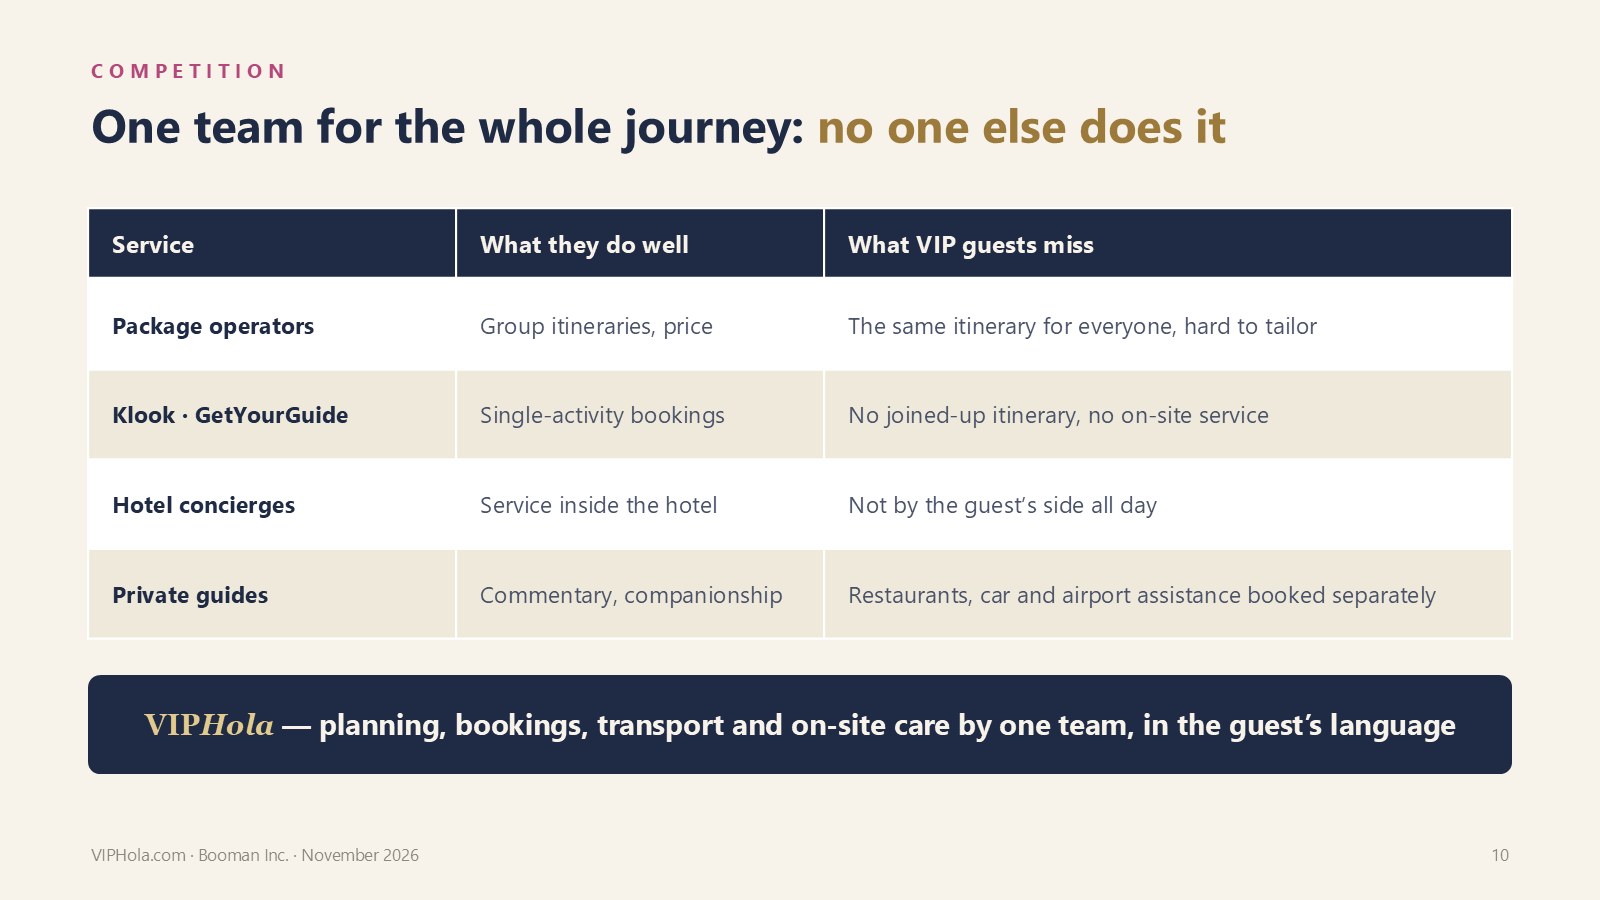 COMPETITION
One team for the whole journey: no one else does it
Service What they do well What VIP guests miss
Package operators Group itineraries, price The same itinerary for everyone, hard to tailor
Klook · GetYourGuide Single-activity bookings No joined-up itinerary, no on-site service
Hotel concierges Service inside the hotel Not by the guest’s side all day
Private guides Commentary, companionship Restaurants, car and airport assistance booked separately
VIPHola — planning, bookings, transport and on-site care by one team, in the guest’s language
VIPHola.com · Booman Inc. · November 2026 10